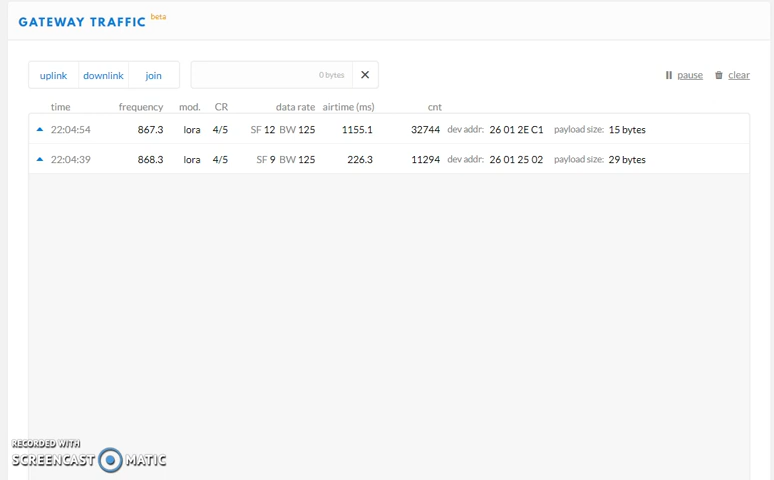 GATEWAY TRAFFIC beta
uplink downlink join 0 bytes ✕ pause clear
time frequency mod. CR data rate airtime (ms) cnt
22:04:54 867.3 lora 4/5 SF 12 BW 125 1155.1 32744 dev addr: 26 01 2E C1 payload size: 15 bytes
22:04:39 868.3 lora 4/5 SF 9 BW 125 226.3 11294 dev addr: 26 01 25 02 payload size: 29 bytes
RECORDED WITH
SCREENCAST MATIC